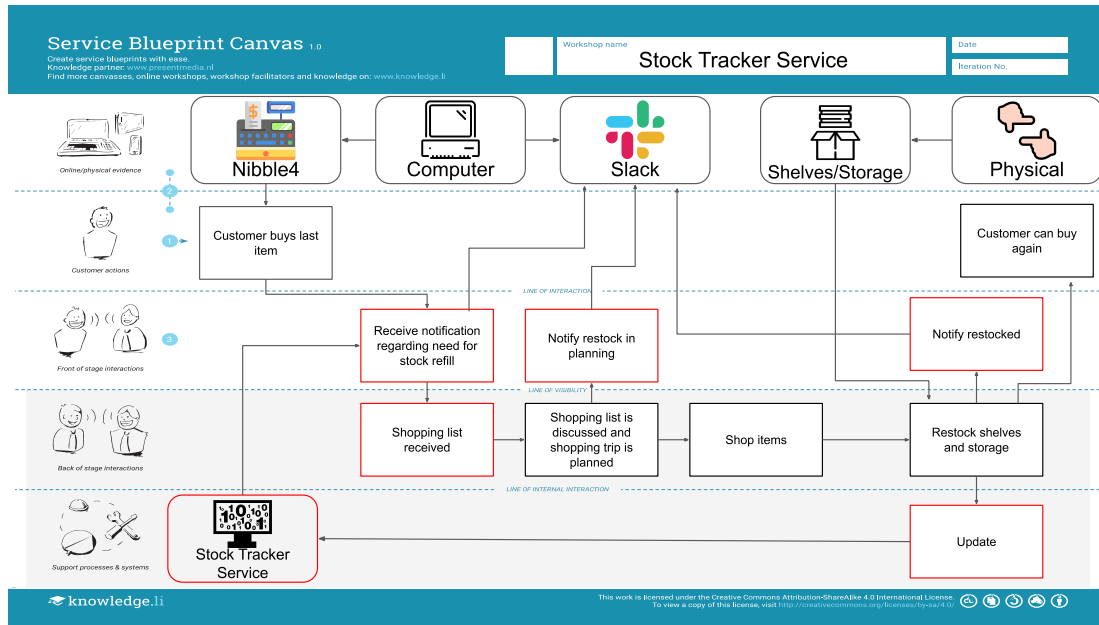 Service Blueprint Canvas 1.0
Create service blueprints with ease.
Knowledge partner: www.presentmedia.nl
Find more canvasses, online workshops, workshop facilitators and knowledge on: www.knowledge.li
Workshop name
Stock Tracker Service
Date
Iteration No.
Online/physical evidence
Nibble4
Computer
Slack
Shelves/Storage
Physical
2
Customer actions
1
Customer buys last
item
Customer can buy
again
LINE OF INTERACTION
Front of stage interactions
3
Receive notification
regarding need for
stock refill
Notify restock in
planning
Notify restocked
LINE OF VISIBILITY
Back of stage interactions
Shopping list
received
Shopping list is
discussed and
shopping trip is
planned
Shop items
Restock shelves
and storage
LINE OF INTERNAL INTERACTION
Support processes & systems
Stock Tracker
Service
Update
knowledge.li
This work is licensed under the Creative Commons Attribution-ShareAlike 4.0 International License.
To view a copy of this license, visit http://creativecommons.org/licenses/by-sa/4.0/